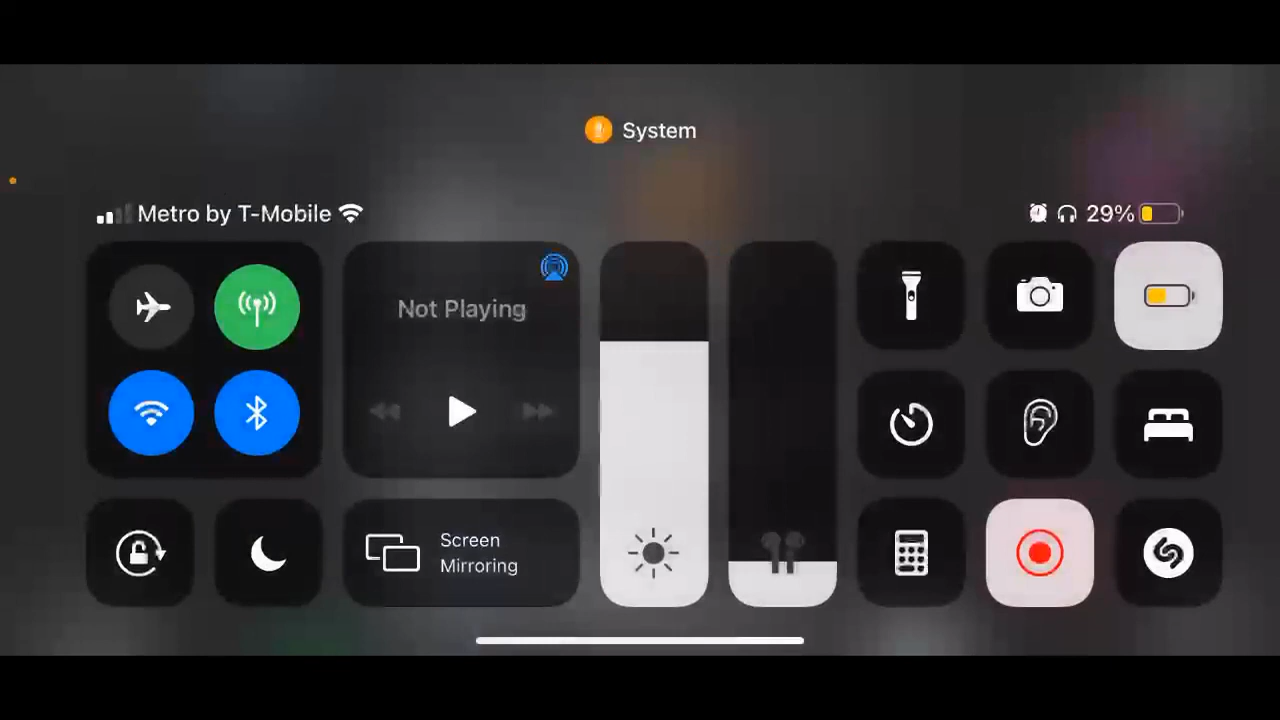 System
Metro by T-Mobile
29%
Not Playing
Screen
Mirroring